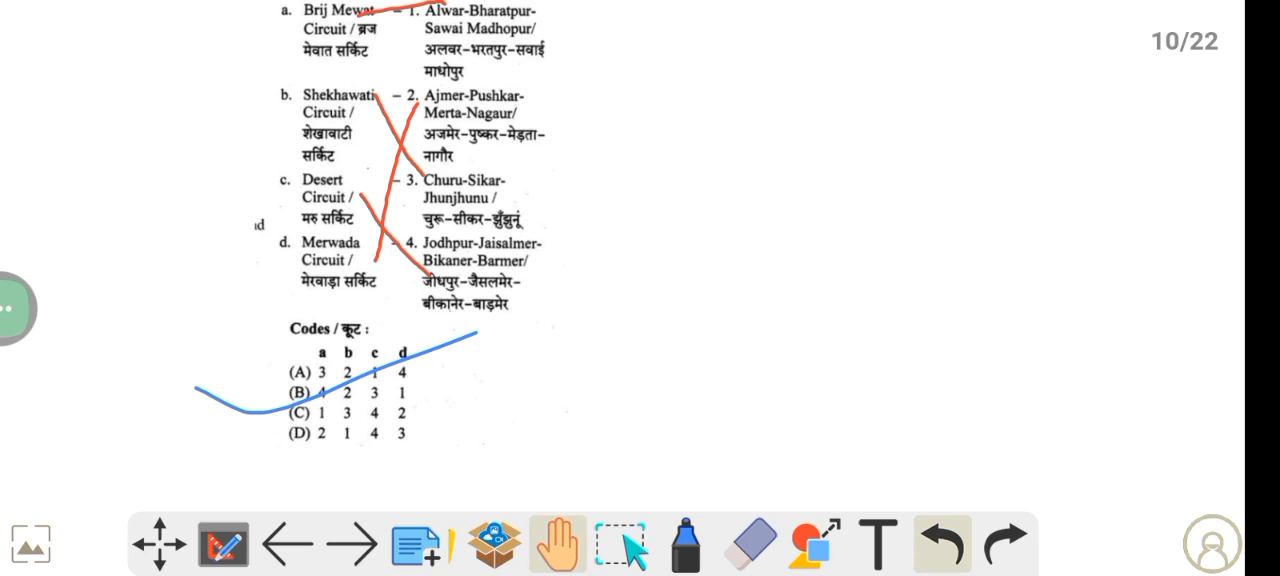 10/22
a. Brij Mewat – 1. Alwar-Bharatpur-
Circuit / ब्रज Sawai Madhopur/
मेवात सर्किट अलवर-भरतपुर-सवाई
माधोपुर
b. Shekhawati – 2. Ajmer-Pushkar-
Circuit / Merta-Nagaur/
शेखावाटी अजमेर-पुष्कर-मेड़ता-
सर्किट नागौर
c. Desert – 3. Churu-Sikar-
Circuit / Jhunjhunu /
मरु सर्किट चुरू-सीकर-झुँझुनूं
d. Merwada – 4. Jodhpur-Jaisalmer-
Circuit / Bikaner-Barmer/
मेरवाड़ा सर्किट जोधपुर-जैसलमेर-
बीकानेर-बाड़मेर
Codes / कूट :
a b c d
(A) 3 2 1 4
(B) 4 2 3 1
(C) 1 3 4 2
(D) 2 1 4 3